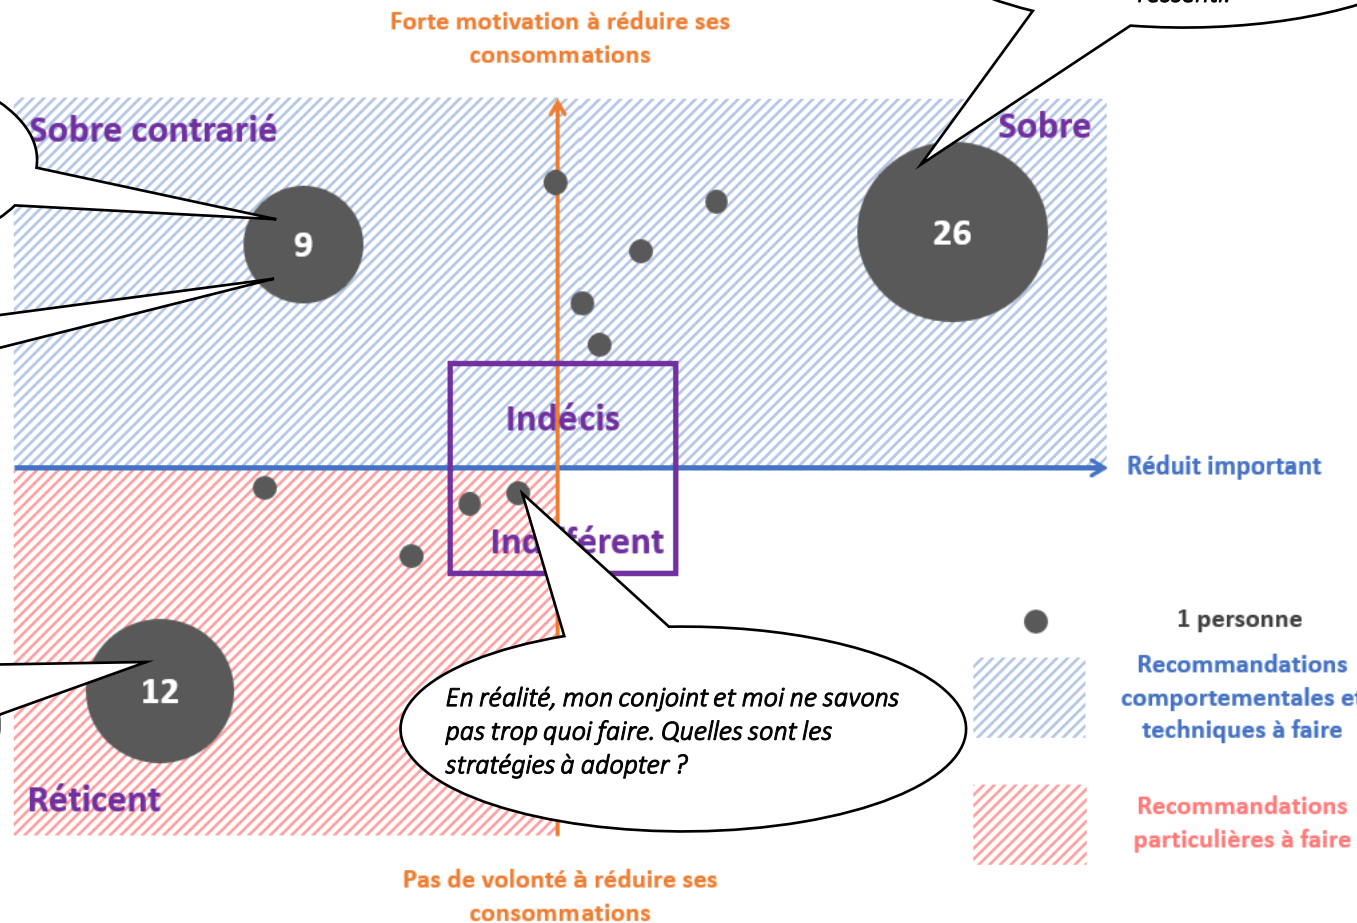 Forte motivation à réduire ses
consommations
Sobre contrarié
Sobre
9
26
Indécis
Réduit important
Indifférent
12
Réticent
En réalité, mon conjoint et moi ne savons
pas trop quoi faire. Quelles sont les
stratégies à adopter ?
1 personne
Recommandations
comportementales et
techniques à faire
Recommandations
particulières à faire
Pas de volonté à réduire ses
consommations